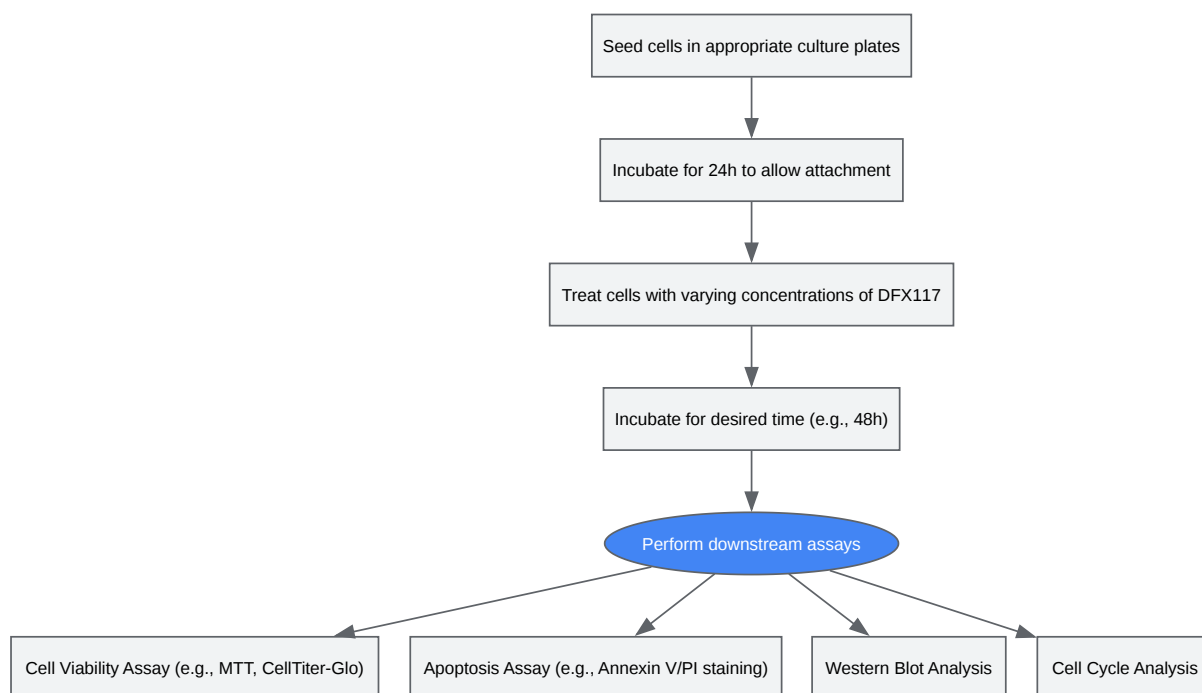 Seed cells in appropriate culture plates
Incubate for 24h to allow attachment
Treat cells with varying concentrations of DFX117
Incubate for desired time (e.g., 48h)
Perform downstream assays
Cell Viability Assay (e.g., MTT, CellTiter-Glo)
Apoptosis Assay (e.g., Annexin V/PI staining)
Western Blot Analysis
Cell Cycle Analysis